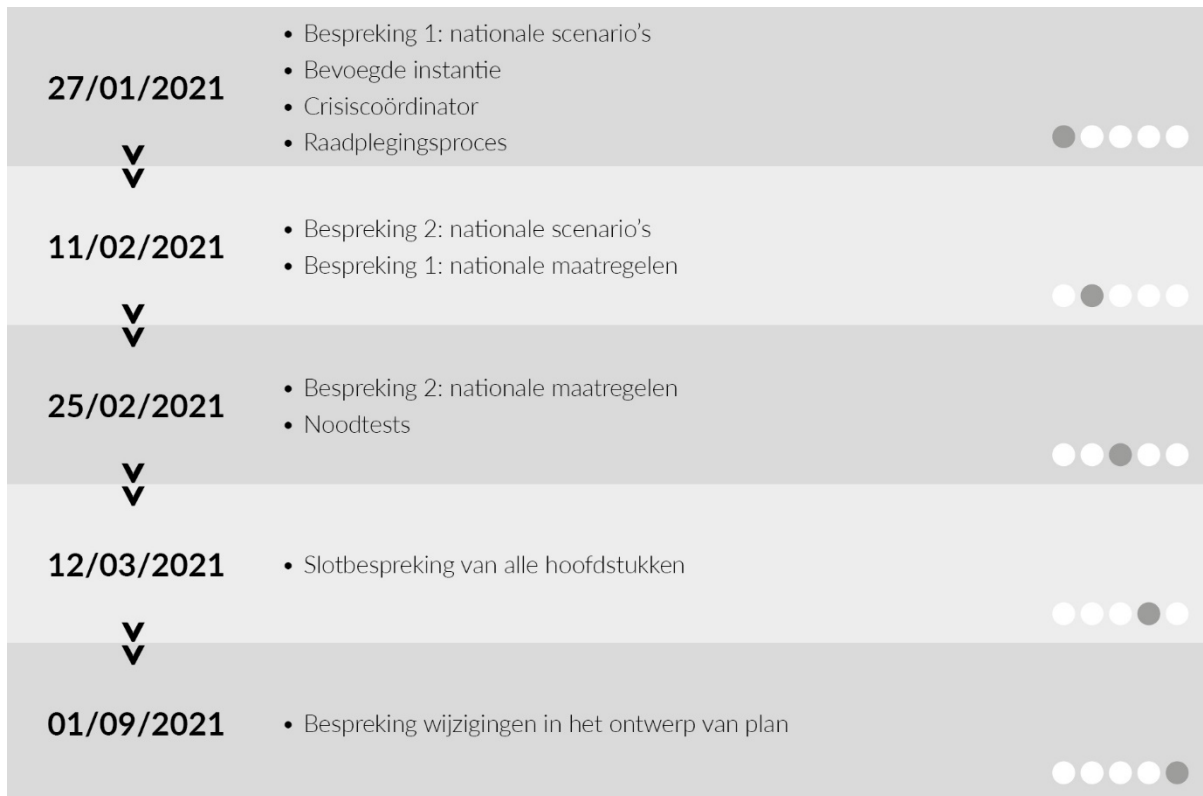 27/01/2021
• Bespreking 1: nationale scenario's
• Bevoegde instantie
• Crisiscoördinator
• Raadplegingsproces
11/02/2021
• Bespreking 2: nationale scenario's
• Bespreking 1: nationale maatregelen
25/02/2021
• Bespreking 2: nationale maatregelen
• Noodtests
12/03/2021
• Slotbespreking van alle hoofdstukken
01/09/2021
• Bespreking wijzigingen in het ontwerp van plan